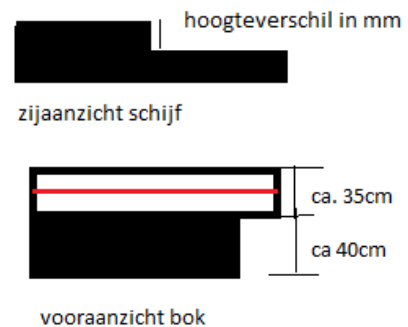 hoogteverschil in mm
zijaanzicht schijf
ca. 35cm
ca 40cm
vooraanzicht bok